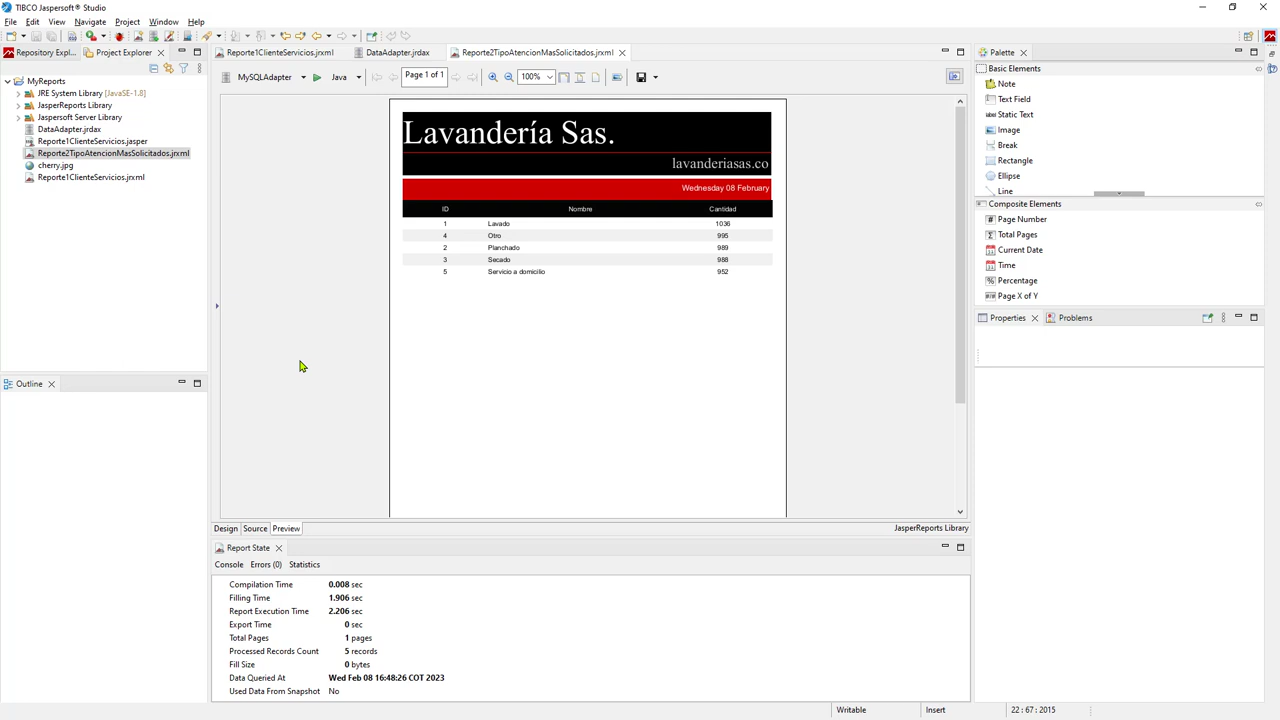 TIBCO Jaspersoft® Studio
File Edit View Navigate Project Window Help
Repository Expl... Project Explorer
MyReports
JRE System Library [JavaSE-1.8]
JasperReports Library
Jaspersoft Server Library
DataAdapter.jrdax
Reporte1ClienteServicios.jasper
Reporte2TipoAtencionMasSolicitados.jrxml
cherry.jpg
Reporte1ClienteServicios.jrxml
Outline
Reporte1ClienteServicios.jrxml DataAdapter.jrdax Reporte2TipoAtencionMasSolicitados.jrxml
MySQLAdapter Java Page 1 of 1 100%
Lavandería Sas.
lavanderiasas.co
Wednesday 08 February
ID Nombre Cantidad
1 Lavado 1036
4 Otro 995
2 Planchado 989
3 Secado 988
5 Servicio a domicilio 952
Design Source Preview JasperReports Library
Report State
Console Errors (0) Statistics
Compilation Time 0.008 sec
Filling Time 1.906 sec
Report Execution Time 2.206 sec
Export Time 0 sec
Total Pages 1 pages
Processed Records Count 5 records
Fill Size 0 bytes
Data Queried At Wed Feb 08 16:48:26 COT 2023
Used Data From Snapshot No
Palette
Basic Elements
Note
Text Field
Static Text
Image
Break
Rectangle
Ellipse
Line
Composite Elements
Page Number
Total Pages
Current Date
Time
Percentage
Page X of Y
Properties Problems
Writable Insert 22 : 67 : 2015